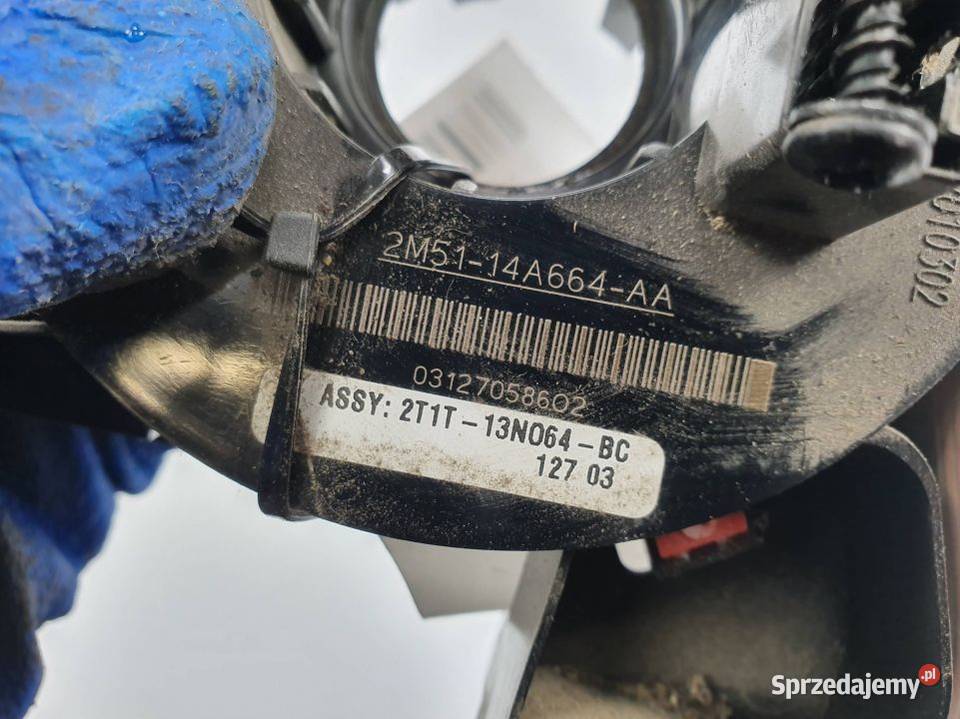 2M51-14A664-AA
03127058602
ASSY: 2T1T-13N064-BC
127 03
Sprzedajemy.pl